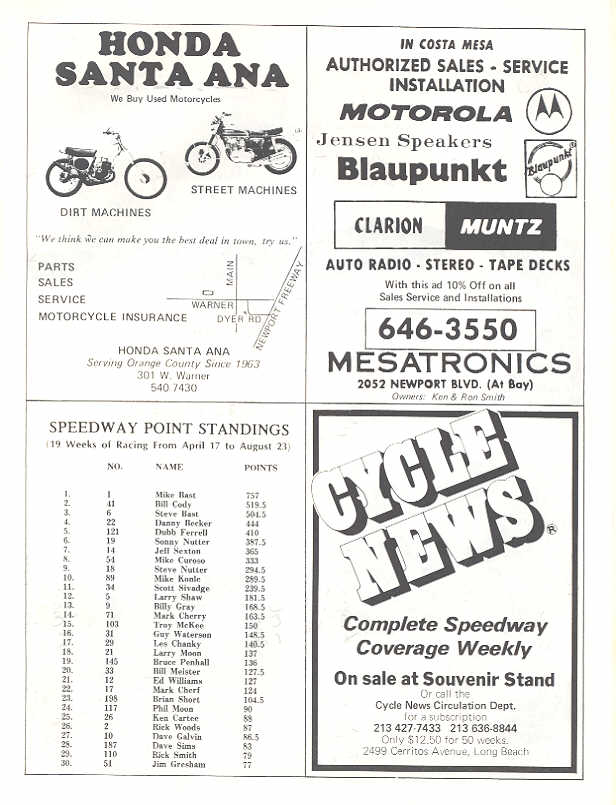 HONDA
SANTA ANA
We Buy Used Motorcycles
STREET MACHINES
DIRT MACHINES
"We think we can make you the best deal in town, try us."
PARTS
SALES
SERVICE
MOTORCYCLE INSURANCE
MAIN
WARNER
DYER RD
NEWPORT FREEWAY
HONDA SANTA ANA
Serving Orange County Since 1963
301 W. Warner
540 7430
IN COSTA MESA
AUTHORIZED SALES - SERVICE
INSTALLATION
MOTOROLA
Jensen Speakers
Blaupunkt
Blaupunkt
CLARION MUNTZ
AUTO RADIO - STEREO - TAPE DECKS
With this ad 10% Off on all
Sales Service and Installations
646-3550
MESATRONICS
2052 NEWPORT BLVD. (At Bay)
Owners: Ken & Ron Smith
SPEEDWAY POINT STANDINGS
(19 Weeks of Racing From April 17 to August 23)
NO. NAME POINTS
1. 1 Mike Bast 757
2. 41 Bill Cody 519.5
3. 6 Steve Bast 504.5
4. 22 Danny Becker 444
5. 121 Dubb Ferrell 410
6. 19 Sonny Nutter 387.5
7. 14 Jeff Sexton 365
8. 54 Mike Curoso 333
9. 18 Steve Nutter 294.5
10. 89 Mike Konle 289.5
11. 34 Scott Sivadge 239.5
12. 5 Larry Shaw 181.5
13. 9 Billy Gray 168.5
14. 71 Mark Cherry 163.5
15. 103 Troy McKee 150
16. 31 Guy Waterson 148.5
17. 29 Les Chanky 140.5
18. 21 Larry Moon 137
19. 145 Bruce Penhall 136
20. 33 Bill Meister 127.5
21. 12 Ed Williams 127
22. 17 Mark Cherf 124
23. 198 Brian Short 104.5
24. 117 Phil Moon 90
25. 26 Ken Cartee 88
26. 2 Rick Woods 87
27. 10 Dave Galvin 86.5
28. 187 Dave Sims 83
29. 110 Rick Smith 79
30. 51 Jim Gresham 77
CYCLE
NEWS®
Complete Speedway
Coverage Weekly
On sale at Souvenir Stand
Or call the
Cycle News Circulation Dept.
for a subscription
213 427-7433 213 636-8844
Only $12.50 for 50 weeks.
2499 Cerritos Avenue, Long Beach